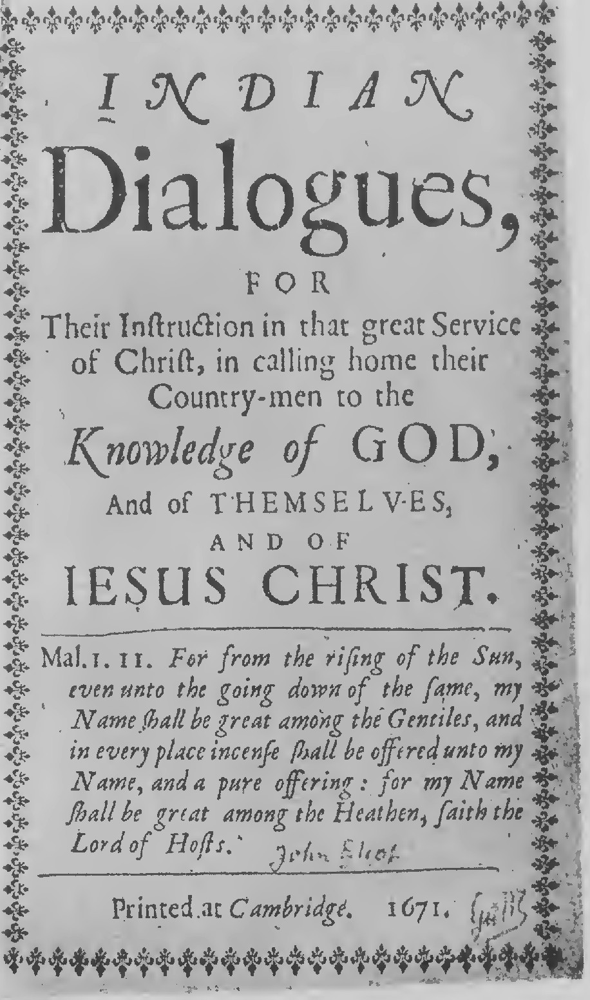 INDIAN
Dialogues,
FOR
Their Inſtruction in that great Service
of Chriſt, in calling home their
Country-men to the
Knowledge of GOD,
And of THEMSELVES,
AND OF
IESUS CHRIST.
Mal. 1. 11. For from the riſing of the Sun,
even unto the going down of the ſame, my
Name ſhall be great among the Gentiles, and
in every place incenſe ſhall be offered unto my
Name, and a pure offering: for my Name
ſhall be great among the Heathen, ſaith the
Lord of Hoſts.
John Eliot
Printed at Cambridge. 1671.